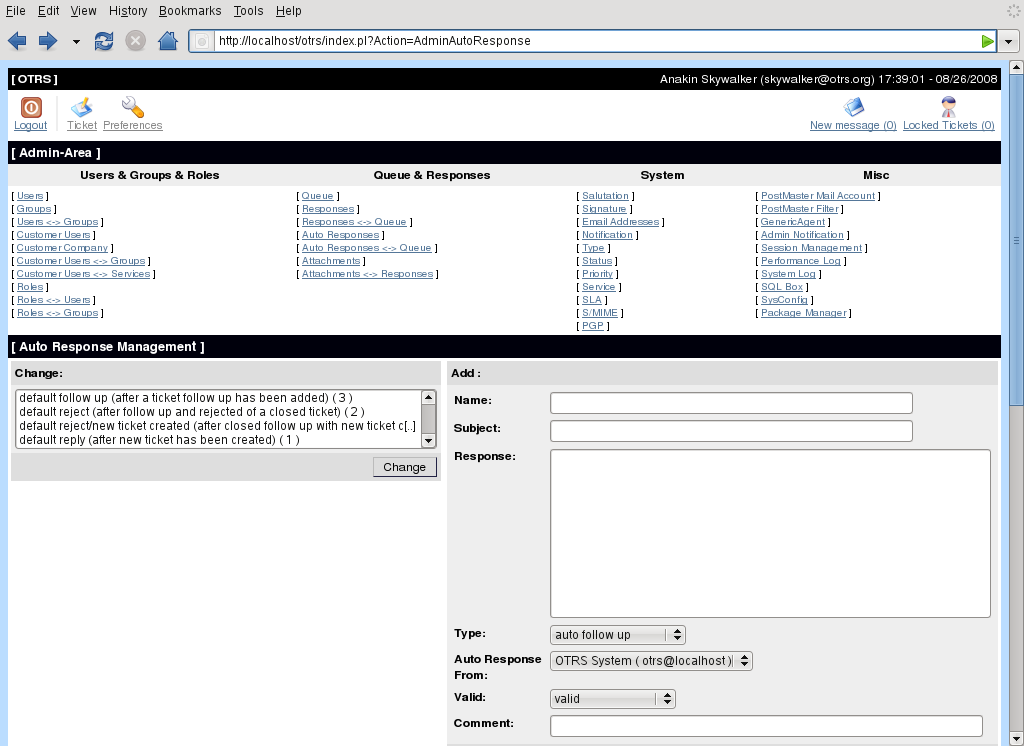 File Edit View History Bookmarks Tools Help
http://localhost/otrs/index.pl?Action=AdminAutoResponse
[ OTRS ] Anakin Skywalker (skywalker@otrs.org) 17:39:01 - 08/26/2008
Logout Ticket Preferences New message (0) Locked Tickets (0)
[ Admin-Area ]
Users & Groups & Roles Queue & Responses System Misc
[ Users ] [ Queue ] [ Salutation ] [ PostMaster Mail Account ]
[ Groups ] [ Responses ] [ Signature ] [ PostMaster Filter ]
[ Users <-> Groups ] [ Responses <-> Queue ] [ Email Addresses ] [ GenericAgent ]
[ Customer Users ] [ Auto Responses ] [ Notification ] [ Admin Notification ]
[ Customer Company ] [ Auto Responses <-> Queue ] [ Type ] [ Session Management ]
[ Customer Users <-> Groups ] [ Attachments ] [ Status ] [ Performance Log ]
[ Customer Users <-> Services ] [ Attachments <-> Responses ] [ Priority ] [ System Log ]
[ Roles ] [ Service ] [ SQL Box ]
[ Roles <-> Users ] [ SLA ] [ SysConfig ]
[ Roles <-> Groups ] [ S/MIME ] [ Package Manager ]
[ PGP ]
[ Auto Response Management ]
Change:
default follow up (after a ticket follow up has been added) ( 3 )
default reject (after follow up and rejected of a closed ticket) ( 2 )
default reject/new ticket created (after closed follow up with new ticket c[..]
default reply (after new ticket has been created) ( 1 )
Change
Add :
Name:
Subject:
Response:
Type: auto follow up
Auto Response From: OTRS System ( otrs@localhost )
Valid: valid
Comment: